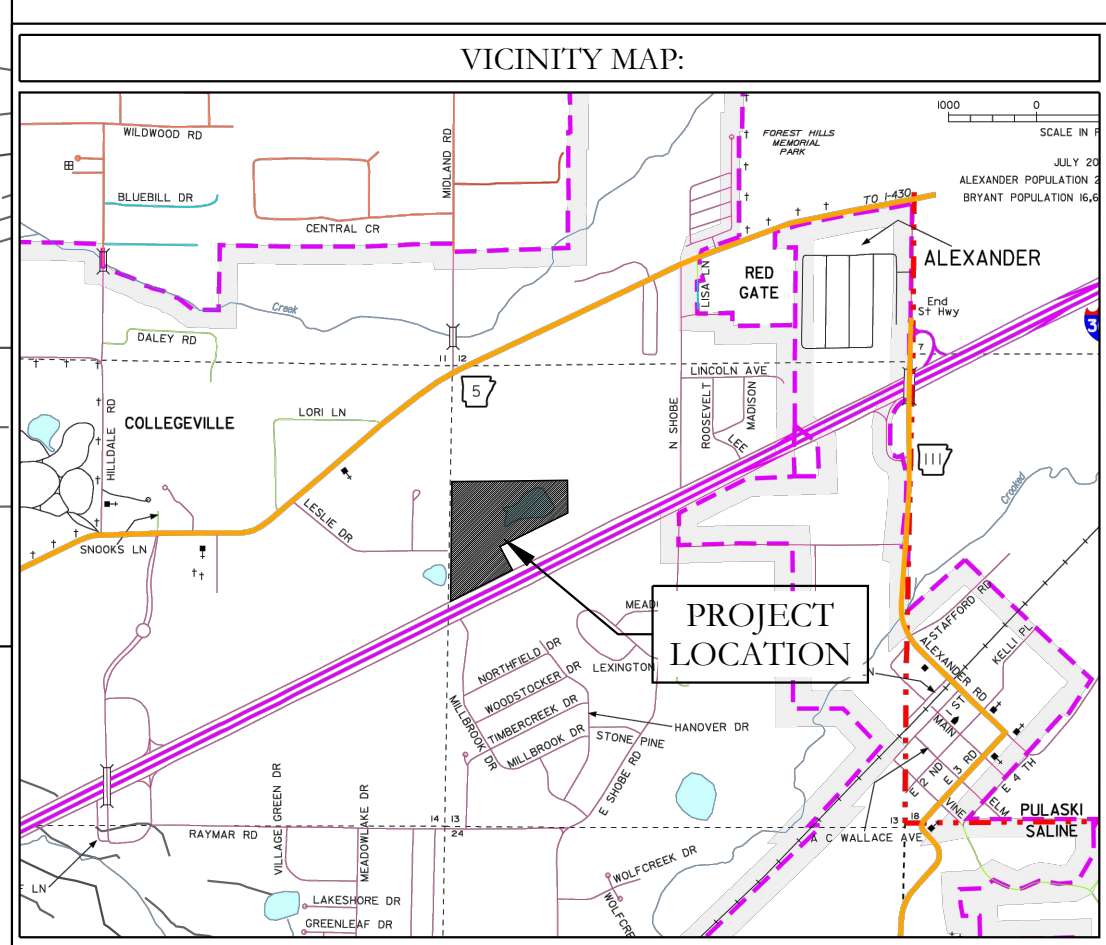 VICINITY MAP:
1000 0
SCALE IN
JULY 20
ALEXANDER POPULATION 2
BRYANT POPULATION 16,6
WILDWOOD RD
MIDLAND RD
FOREST HILLS
MEMORIAL
PARK
BLUEBILL DR
CENTRAL CR
TO I-430
ALEXANDER
RED
GATE
LISA LN
End
St Hwy
Creek
DALEY RD
11 12
7
5
LINCOLN AVE
N SHOBE
ROOSEVELT
MADISON
LEE
LORI LN
COLLEGEVILLE
HILLDALE RD
111
3
Crooked
LESLIE DR
SNOOKS LN
PROJECT
LOCATION
MEAD
LEXINGTON
STAFFORD RD
ALEXANDER RD
KELLI PL
NORTHFIELD DR
WOODSTOCKER DR
TIMBERCREEK DR
MILLBROOK DR
MILLBROOK DR
HANOVER DR
STONE PINE
E SHOBE RD
N
1 ST
MAIN
E 2 ND
E 3 RD
E 4 TH
VINE
ELM
PULASKI
SALINE
14 13
24
13 18
A C WALLACE AVE
RAYMAR RD
VILLAGE GREEN DR
MEADOWLAKE DR
WOLFCREEK DR
WOLFCRE
F LN
LAKESHORE DR
GREENLEAF DR